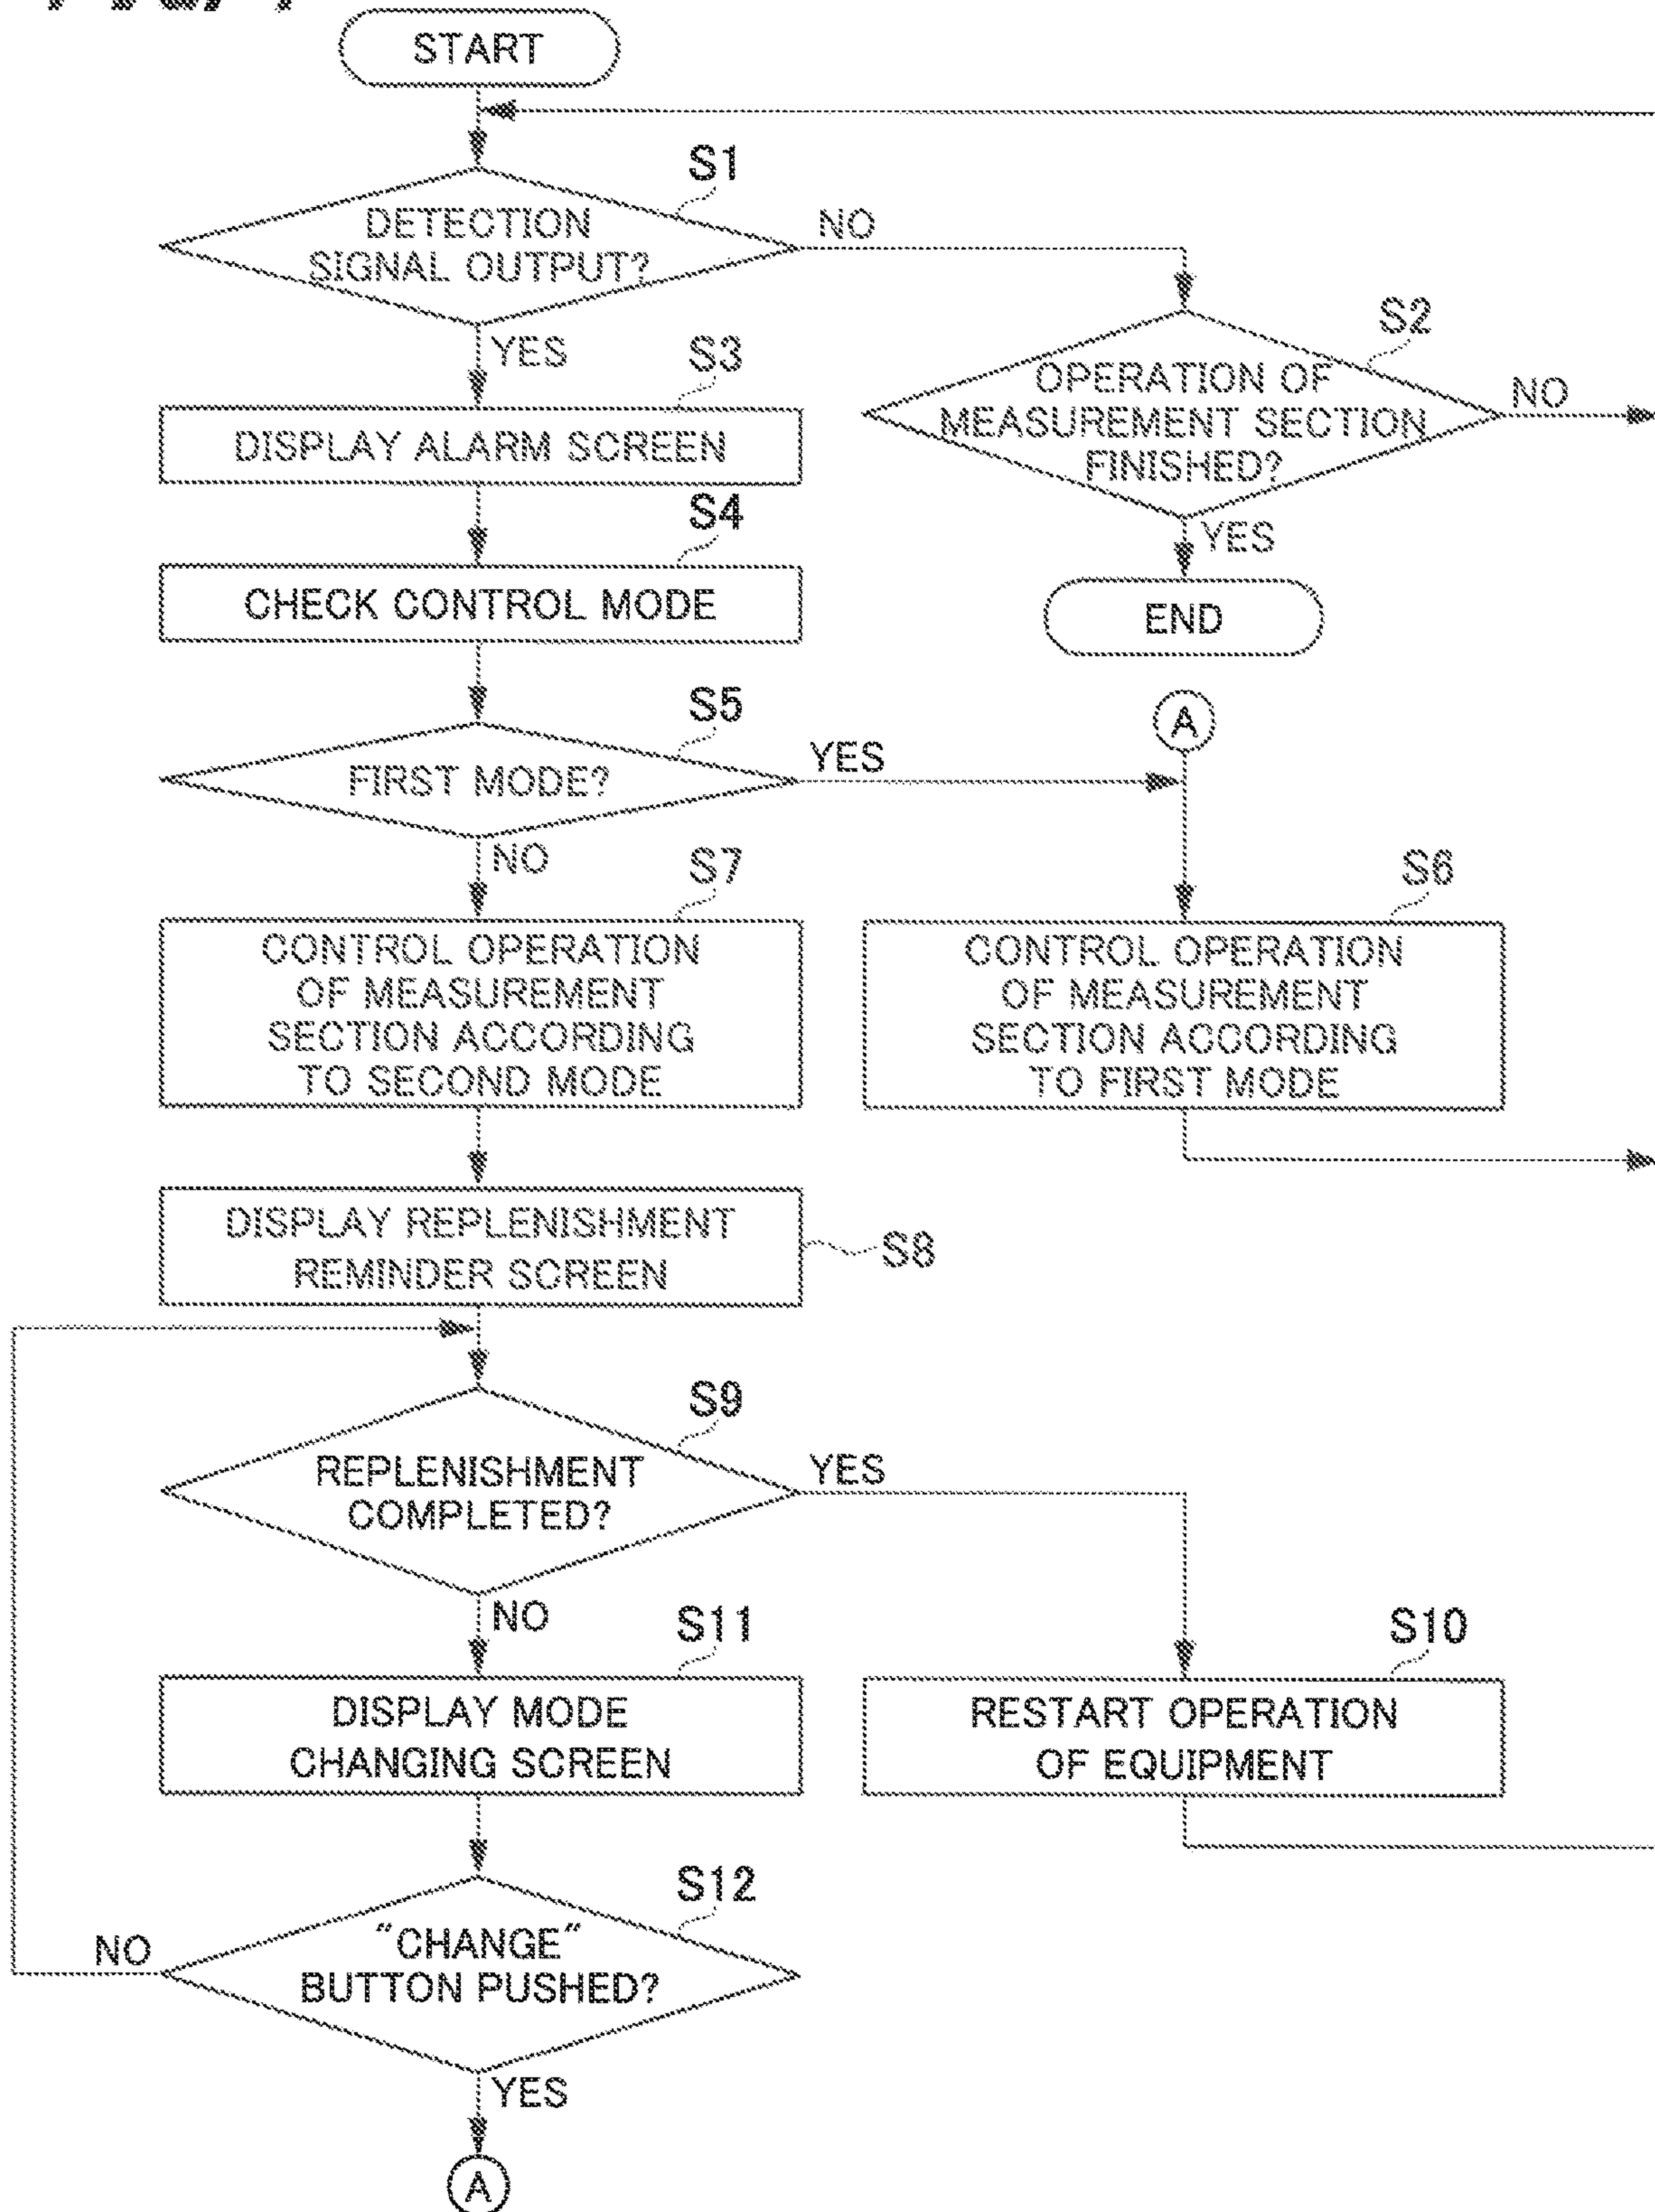 START
S1
DETECTION
SIGNAL OUTPUT?
NO
YES
S2
OPERATION OF
MEASUREMENT SECTION
FINISHED?
NO
YES
END
S3
DISPLAY ALARM SCREEN
S4
CHECK CONTROL MODE
S5
FIRST MODE?
YES
NO
A
S7
CONTROL OPERATION
OF MEASUREMENT
SECTION ACCORDING
TO SECOND MODE
S6
CONTROL OPERATION
OF MEASUREMENT
SECTION ACCORDING
TO FIRST MODE
DISPLAY REPLENISHMENT
REMINDER SCREEN
S8
S9
REPLENISHMENT
COMPLETED?
YES
NO
S11
DISPLAY MODE
CHANGING SCREEN
S10
RESTART OPERATION
OF EQUIPMENT
S12
“CHANGE“
BUTTON PUSHED?
NO
YES
A